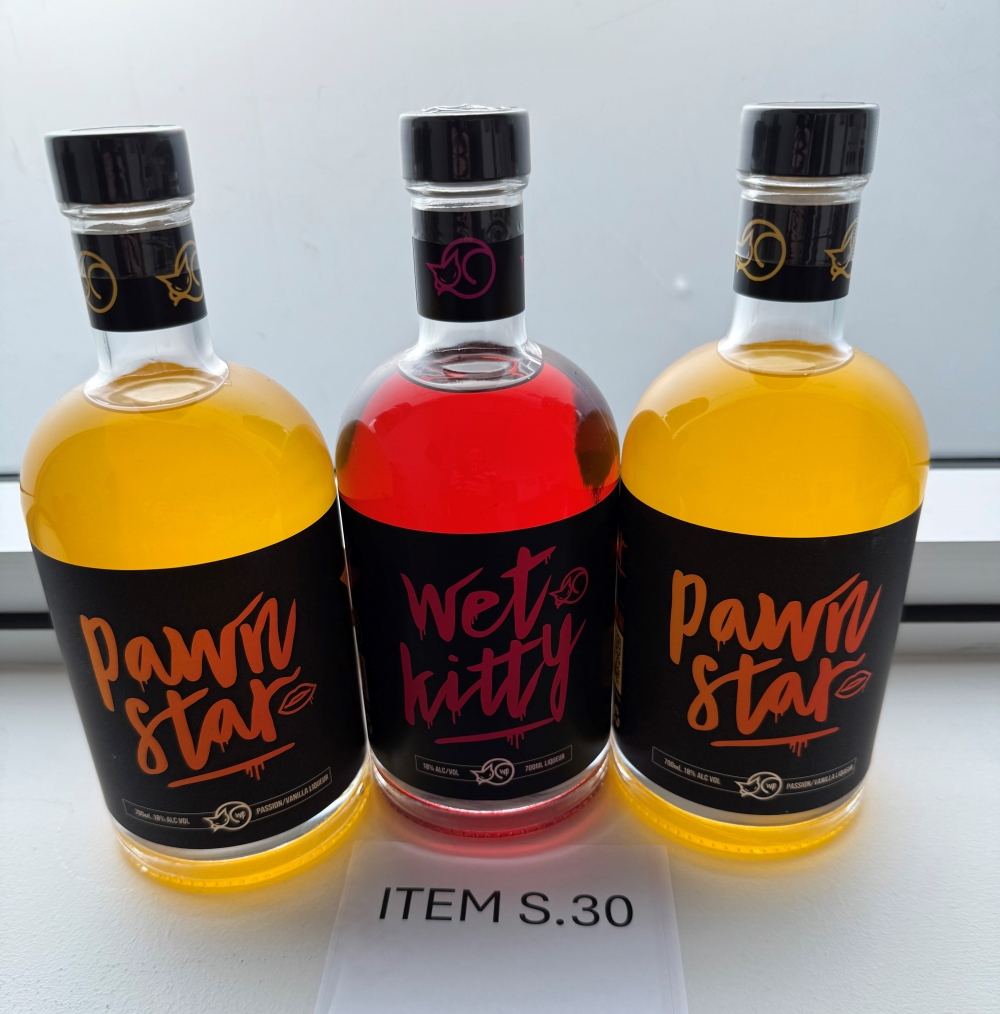 pawn
star
700mL, 18% ALC VOL
PASSION/VANILLA LIQUEUR
wet
kitty
18% ALC/VOL
700ML LIQUEUR
pawn
star
700mL, 18% ALC VOL
PASSION/VANILLA LIQUEUR
ITEM S.30